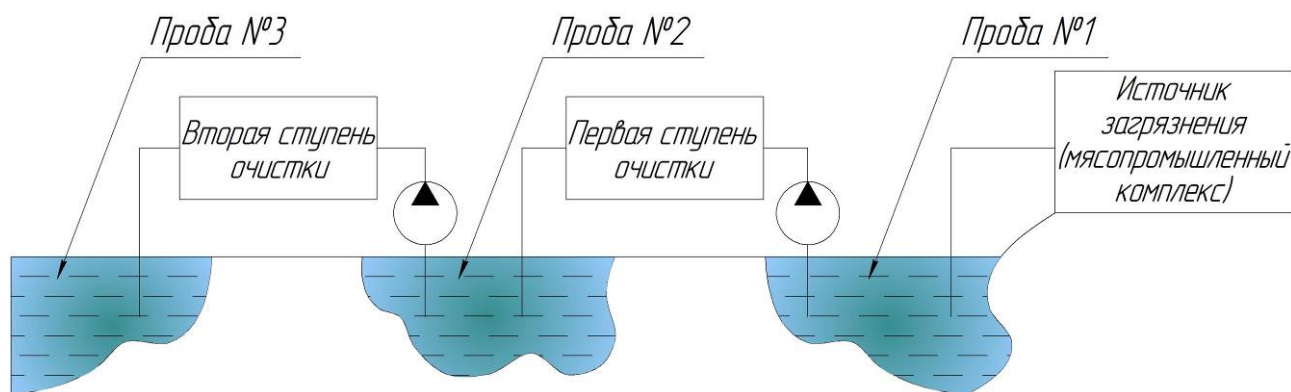 Проба №3
Проба №2
Проба №1
Вторая ступень
очистки
Первая ступень
очистки
Источник
загрязнения
(мясопромышленный
комплекс)